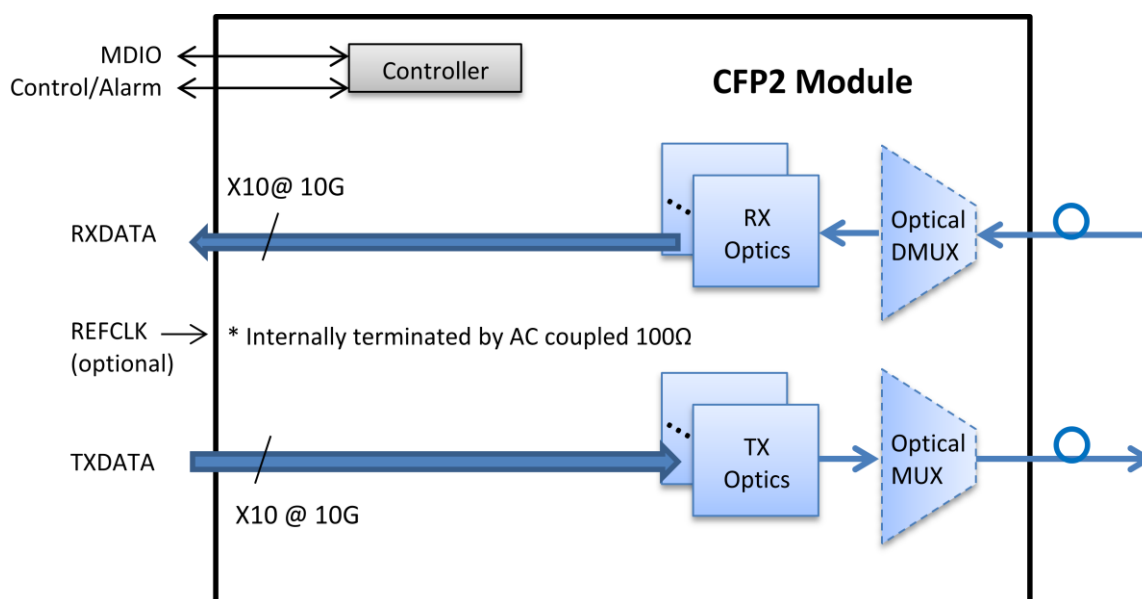 MDIO
Control/Alarm
Controller
CFP2 Module
X10@ 10G
RXDATA
RX
Optics
Optical
DMUX
REFCLK
(optional)
* Internally terminated by AC coupled 100Ω
TXDATA
X10 @ 10G
TX
Optics
Optical
MUX